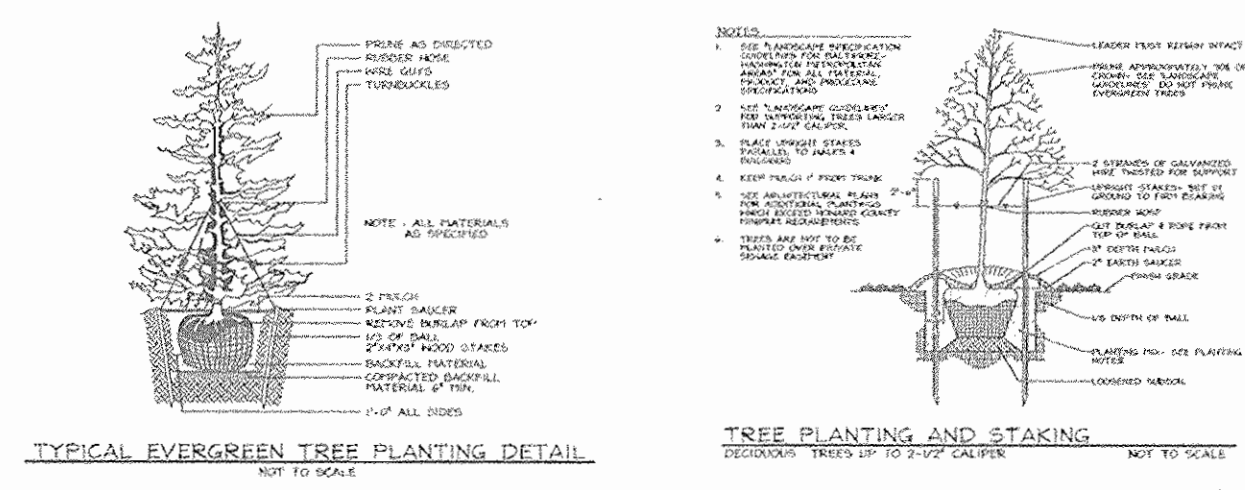 PRUNE AS DIRECTED
RUBBER HOSE
WIRE GUYS
TURNBUCKLES
NOTE - ALL MATERIALS
AS SPECIFIED
2 MULCH
PLANT SAUCER
REMOVE BURLAP FROM TOP
1/3 OF BALL
2"X4"X3' WOOD STAKES
BACKFILL MATERIAL
COMPACTED BACKFILL
MATERIAL 6" MIN.
1'-0" ALL SIDES
TYPICAL EVERGREEN TREE PLANTING DETAIL
NOT TO SCALE
NOTES
1. SEE "LANDSCAPE SPECIFICATION
GUIDELINES FOR BALTIMORE-
WASHINGTON METROPOLITAN
AREAS" FOR ALL MATERIAL,
PRODUCT, AND PROCEDURE
SPECIFICATIONS
2. SEE "LANDSCAPE GUIDELINES"
FOR SUPPORTING TREES LARGER
THAN 2-1/2" CALIPER.
3. PLACE UPRIGHT STAKES
PARALLEL TO WALKS &
BUILDINGS
4. KEEP MULCH 1" FROM TRUNK
5. SEE ARCHITECTURAL PLANS
FOR ADDITIONAL PLANTINGS
WHICH EXCEED HOWARD COUNTY
MINIMUM REQUIREMENTS
6. TREES ARE NOT TO BE
PLANTED OVER PRIVATE
SIGNAGE EASEMENT
LEADER MUST REMAIN INTACT
PRUNE APPROXIMATELY 30% OF
CROWN- SEE "LANDSCAPE
GUIDELINES" DO NOT PRUNE
EVERGREEN TREES
2 STRANDS OF GALVANIZED
WIRE TWISTED FOR SUPPORT
UPRIGHT STAKES- SET IN
GROUND TO FIRM BEARING
RUBBER HOSE
CUT BURLAP & ROPE FROM
TOP OF BALL
3" DEPTH MULCH
2" EARTH SAUCER
FINISH GRADE
1/8 DEPTH OF BALL
PLANTING MIX- SEE PLANTING
NOTES
LOOSENED SUBSOIL
TREE PLANTING AND STAKING
DECIDUOUS TREES UP TO 2-1/2" CALIPER
NOT TO SCALE